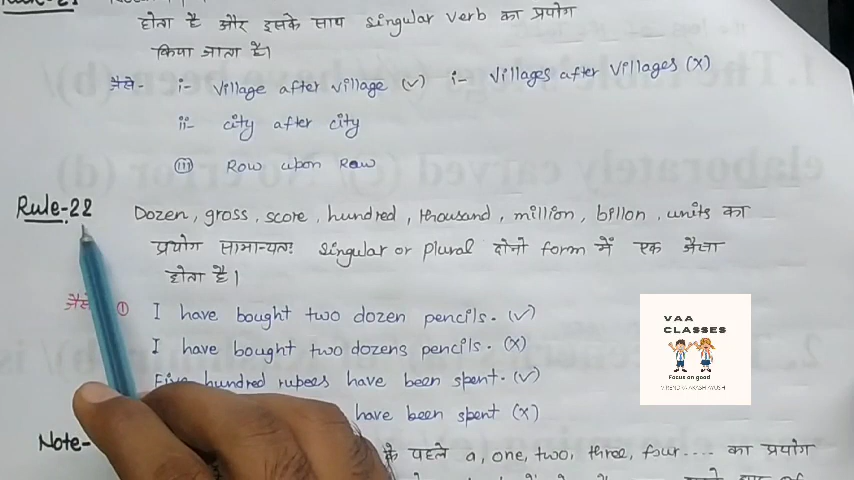 Rule-21
होता है और इसके साथ singular verb का प्रयोग
किया जाता है।
जैसे- i- Village after village (✓) i- Villages after Villages (X)
ii- city after city
(iii) Row upon Row
Rule-22 Dozen, gross, score, hundred, thousand, million, billon, units का
प्रयोग सामान्यतः singular or plural दोनो form में एक जैसा
होता है।
जैसे ① I have bought two dozen pencils. (✓)
I have bought two dozens pencils. (X)
Five hundred rupees have been spent. (✓)
have been spent (X)
Note- के पहले a, one, two, three, four.... का प्रयोग
VAA
CLASSES
Focus on good